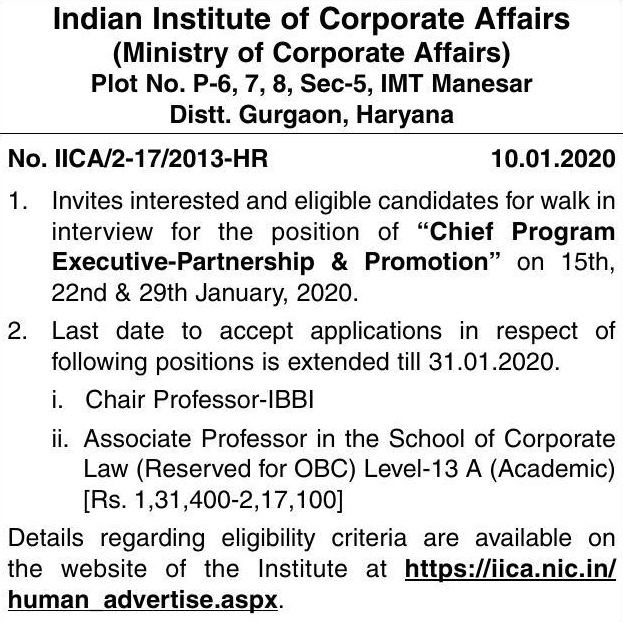 Indian Institute of Corporate Affairs
(Ministry of Corporate Affairs)
Plot No. P-6, 7, 8, Sec-5, IMT Manesar
Distt. Gurgaon, Haryana
No. IICA/2-17/2013-HR 10.01.2020
1. Invites interested and eligible candidates for walk in
interview for the position of “Chief Program
Executive-Partnership & Promotion” on 15th,
22nd & 29th January, 2020.
2. Last date to accept applications in respect of
following positions is extended till 31.01.2020.
i. Chair Professor-IBBI
ii. Associate Professor in the School of Corporate
Law (Reserved for OBC) Level-13 A (Academic)
[Rs. 1,31,400-2,17,100]
Details regarding eligibility criteria are available on
the website of the Institute at https://iica.nic.in/
human_advertise.aspx.